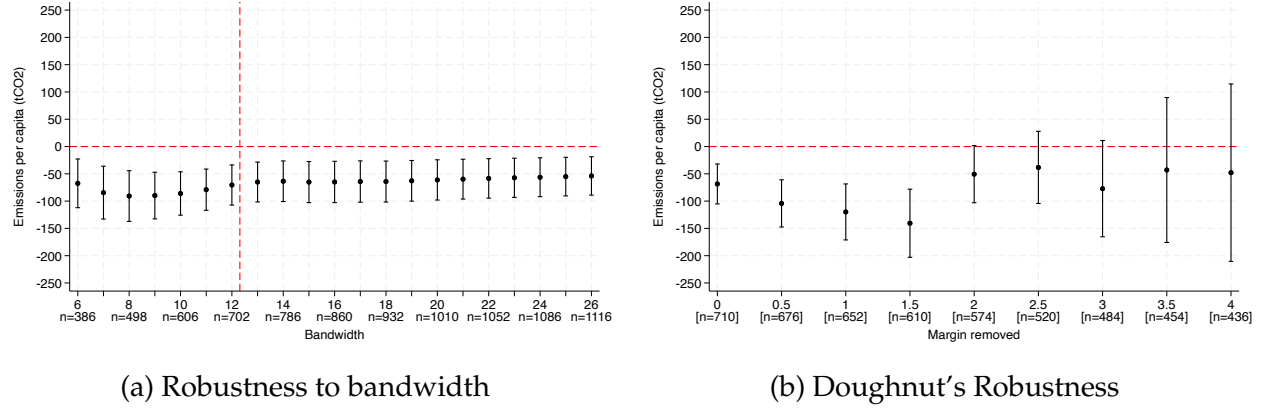 250
200
150
100
50
0
-50
-100
-150
-200
-250
Emissions per capita (tCO2)
6 8 10 12 14 16 18 20 22 24 26
n=386 n=498 n=606 n=702 n=786 n=860 n=932 n=1010 n=1052 n=1086 n=1116
Bandwidth
(a) Robustness to bandwidth
250
200
150
100
50
0
-50
-100
-150
-200
-250
Emissions per capita (tCO2)
0 0.5 1 1.5 2 2.5 3 3.5 4
[n=710] [n=676] [n=652] [n=610] [n=574] [n=520] [n=484] [n=454] [n=436]
Margin removed
(b) Doughnut's Robustness